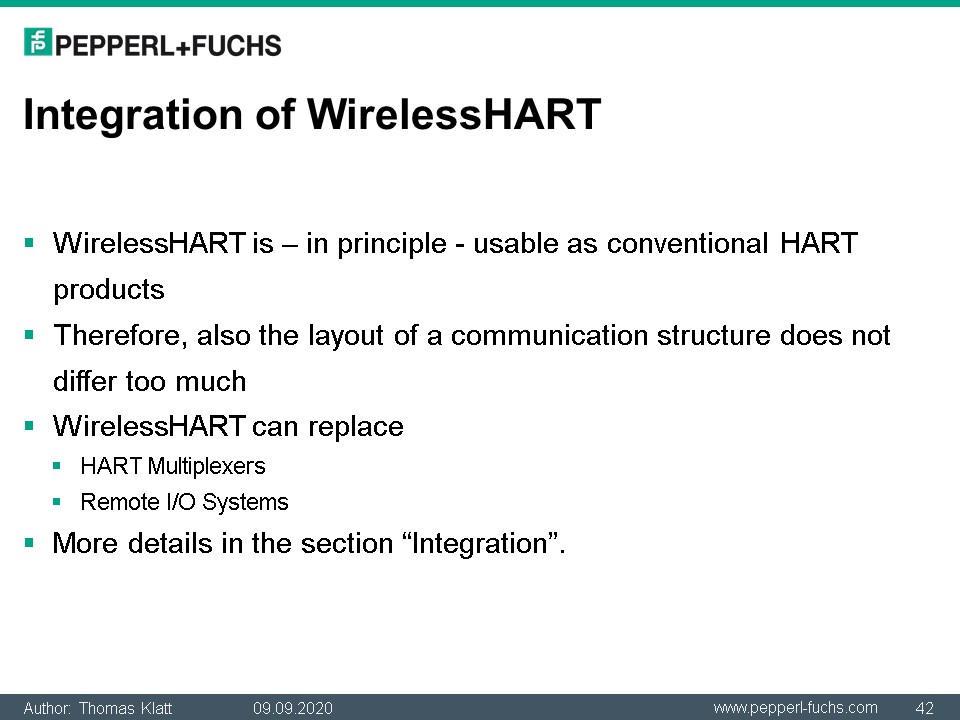 PEPPERL+FUCHS
Integration of WirelessHART
▪ WirelessHART is – in principle - usable as conventional HART
products
▪ Therefore, also the layout of a communication structure does not
differ too much
▪ WirelessHART can replace
▪ HART Multiplexers
▪ Remote I/O Systems
▪ More details in the section “Integration”.
Author: Thomas Klatt 09.09.2020 www.pepperl-fuchs.com 42